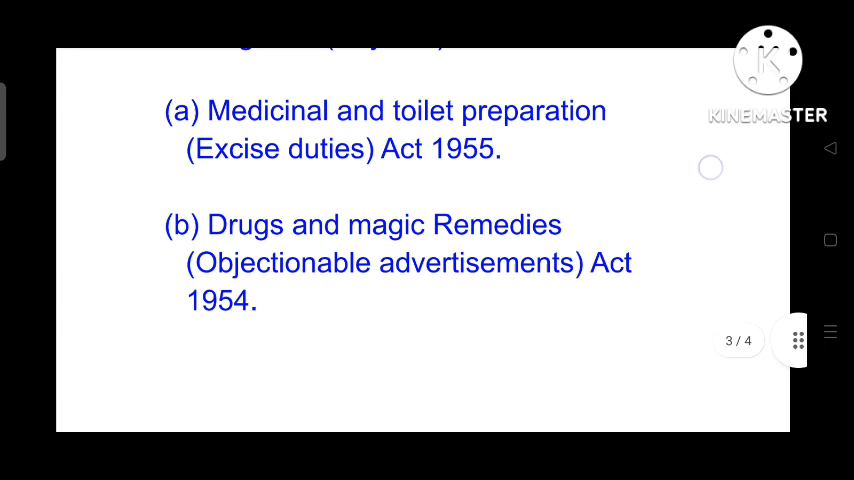 (a) Medicinal and toilet preparation
(Excise duties) Act 1955.
(b) Drugs and magic Remedies
(Objectionable advertisements) Act
1954.
3 / 4
K
KINEMASTER